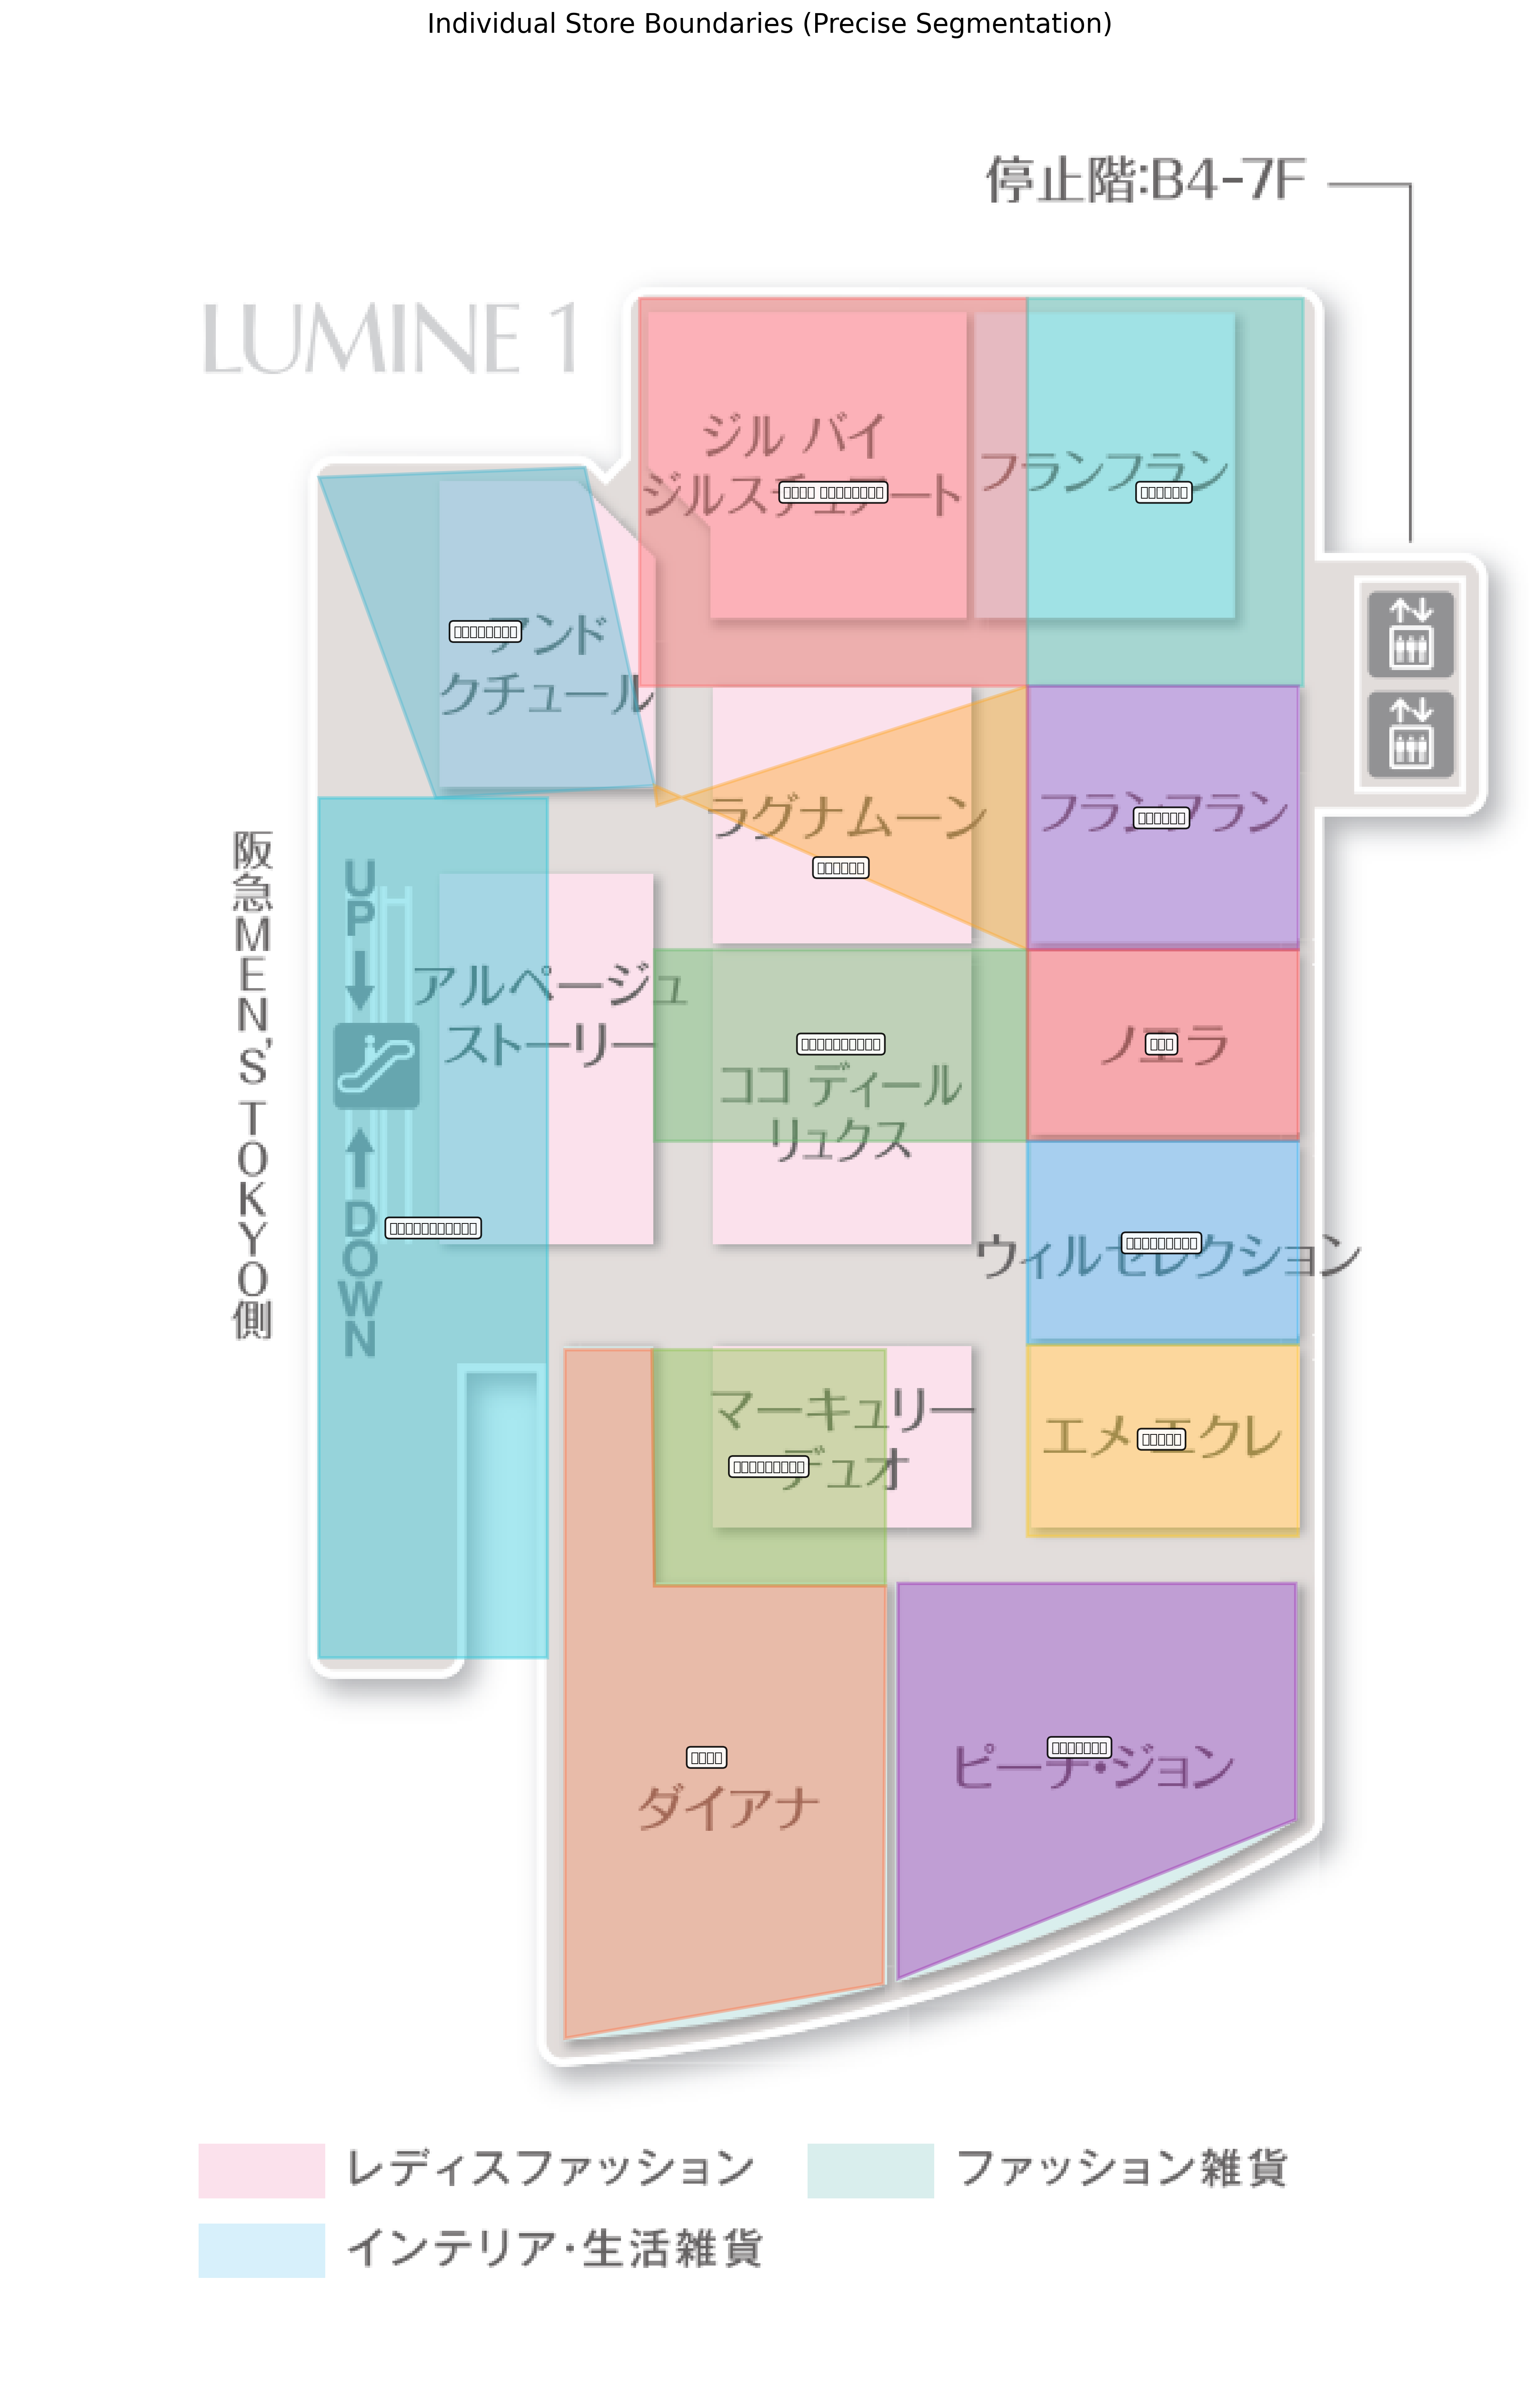 Individual Store Boundaries (Precise Segmentation)
停止階:B4-7F
LUMINE 1
ジル バイ
ジルスチュアート
フランフラン
アンド
クチュール
ラグナムーン
フランフラン
阪急MEN'S TOKYO側
UP
アルページュ
ストーリー
ノエラ
ココ ディール
リュクス
DOWN
ウィルセレクション
マーキュリー
デュオ
エメ エクレ
ピーチ・ジョン
ダイアナ
レディスファッション
ファッション雑貨
インテリア・生活雑貨